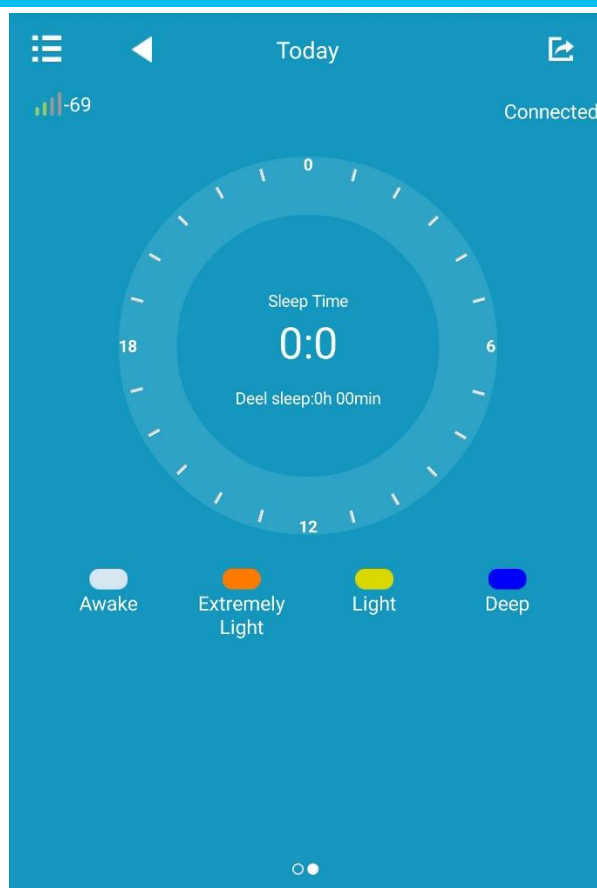 Today
-69
Connected
0
18
6
12
Sleep Time
0:0
Deel sleep:0h 00min
Awake
Extremely
Light
Light
Deep